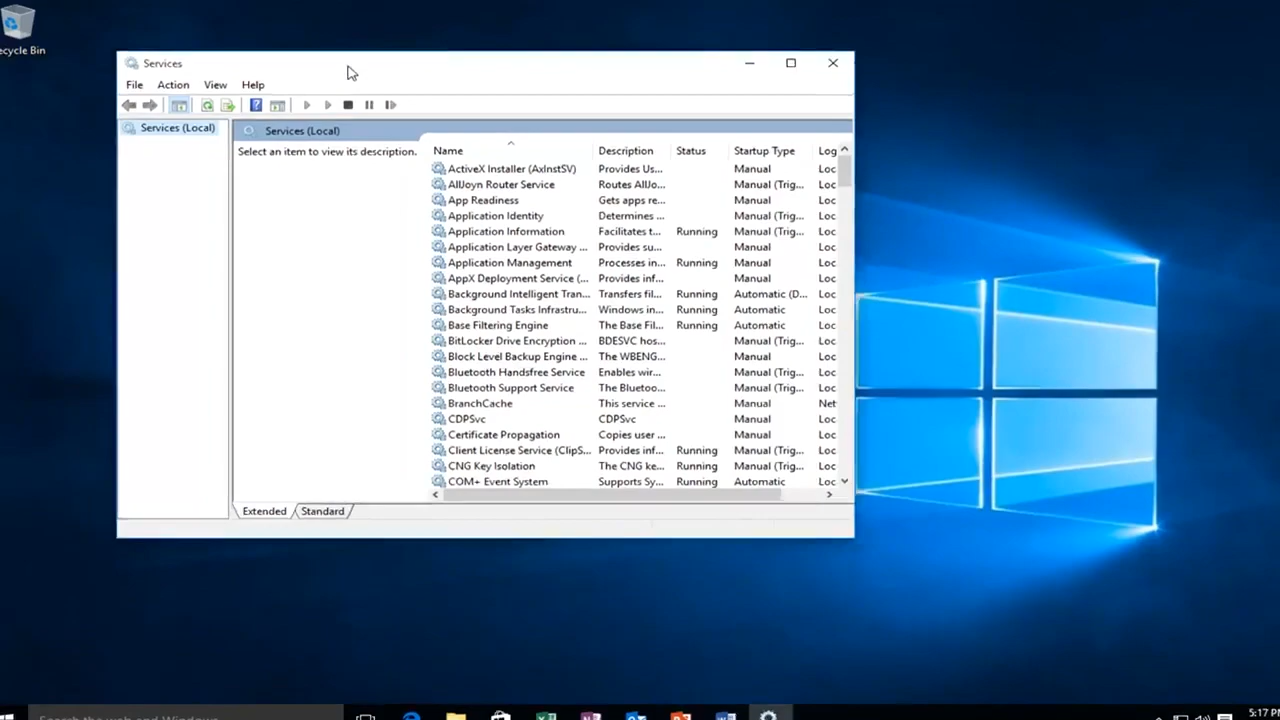 ecycle Bin
Services
File Action View Help
Services (Local)
Services (Local)
Select an item to view its description.
Name Description Status Startup Type Log
ActiveX Installer (AxInstSV) Provides Us... Manual Loc
AllJoyn Router Service Routes AllJo... Manual (Trig... Loc
App Readiness Gets apps re... Manual Loc
Application Identity Determines ... Manual (Trig... Loc
Application Information Facilitates t... Running Manual (Trig... Loc
Application Layer Gateway ... Provides su... Manual Loc
Application Management Processes in... Running Manual Loc
AppX Deployment Service (... Provides inf... Manual Loc
Background Intelligent Tran... Transfers fil... Running Automatic (D... Loc
Background Tasks Infrastru... Windows in... Running Automatic Loc
Base Filtering Engine The Base Fil... Running Automatic Loc
BitLocker Drive Encryption ... BDESVC hos... Manual (Trig... Loc
Block Level Backup Engine ... The WBENG... Manual Loc
Bluetooth Handsfree Service Enables wir... Manual (Trig... Loc
Bluetooth Support Service The Bluetoo... Manual (Trig... Loc
BranchCache This service ... Manual Net
CDPSvc CDPSvc Manual Loc
Certificate Propagation Copies user ... Manual Loc
Client License Service (ClipS... Provides inf... Running Manual (Trig... Loc
CNG Key Isolation The CNG ke... Running Manual (Trig... Loc
COM+ Event System Supports Sy... Running Automatic Loc
Extended Standard
Search the web and Windows
5:17 PM